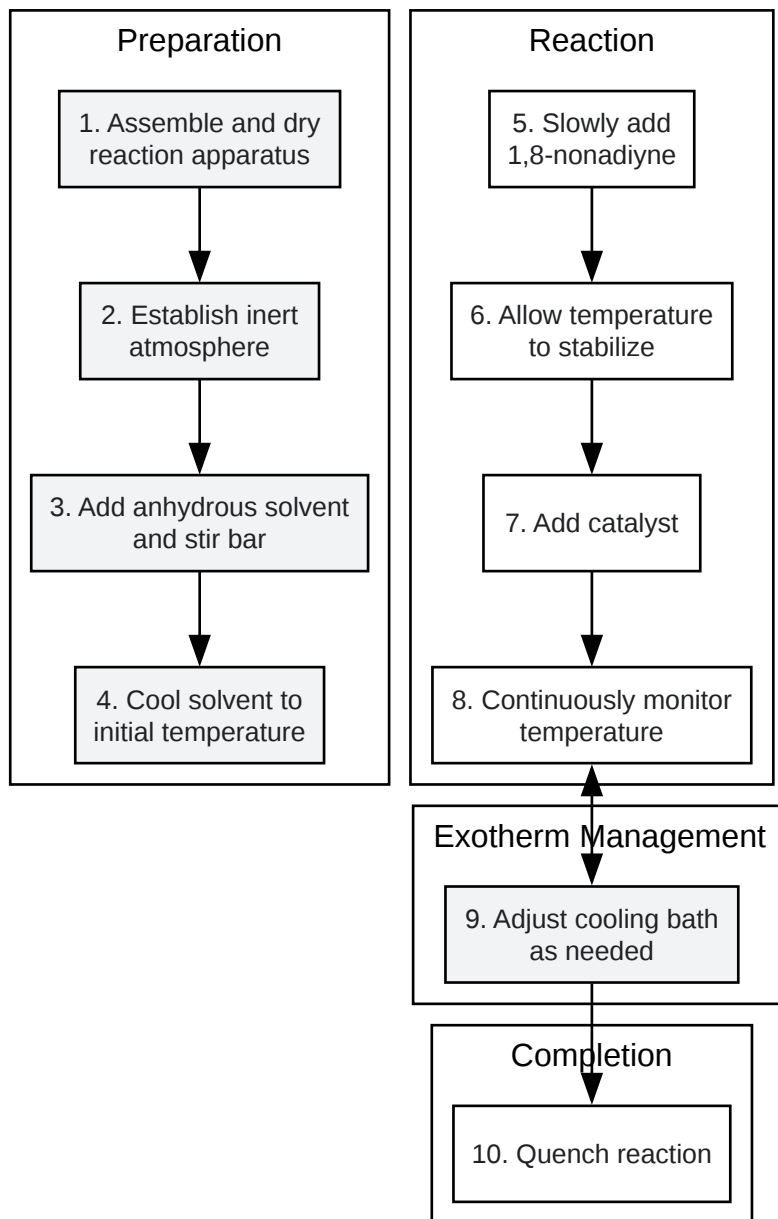 Preparation
1. Assemble and dry
reaction apparatus
2. Establish inert
atmosphere
3. Add anhydrous solvent
and stir bar
4. Cool solvent to
initial temperature
Reaction
5. Slowly add
1,8-nonadiyne
6. Allow temperature
to stabilize
7. Add catalyst
8. Continuously monitor
temperature
Exotherm Management
9. Adjust cooling bath
as needed
Completion
10. Quench reaction